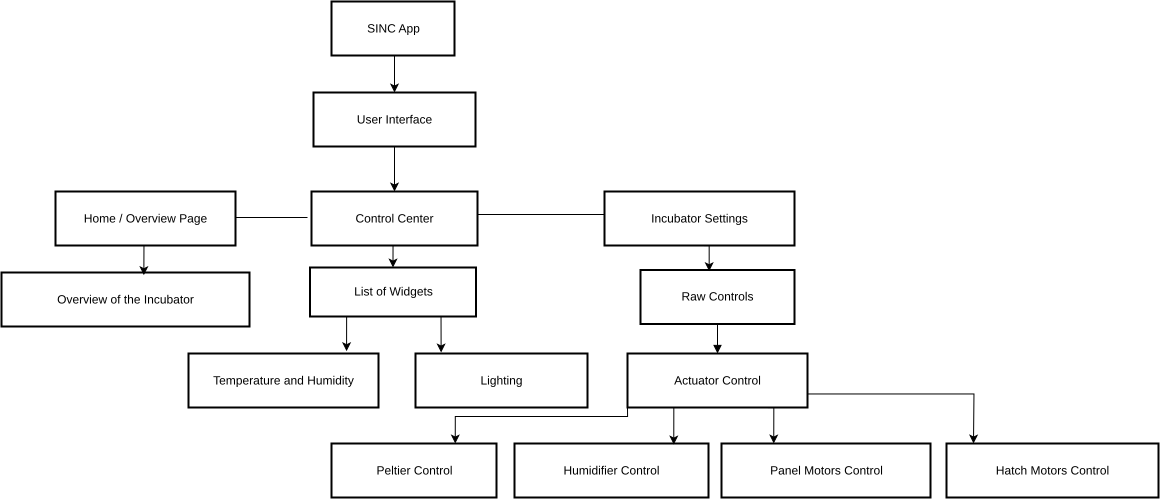 SINC App
User Interface
Home / Overview Page
Control Center
Incubator Settings
Overview of the Incubator
List of Widgets
Raw Controls
Temperature and Humidity
Lighting
Actuator Control
Peltier Control
Humidifier Control
Panel Motors Control
Hatch Motors Control